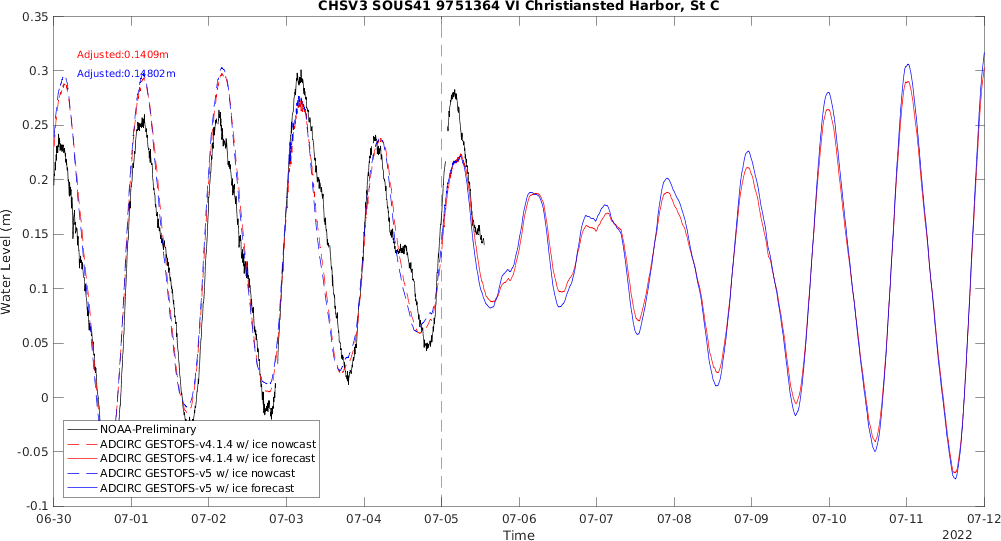 CHSV3 SOUS41 9751364 VI Christiansted Harbor, St C
0.35
0.3
0.25
0.2
0.15
0.1
0.05
0
-0.05
-0.1
Water Level (m)
Adjusted:0.1409m
Adjusted:0.14802m
NOAA-Preliminary
ADCIRC GESTOFS-v4.1.4 w/ ice nowcast
ADCIRC GESTOFS-v4.1.4 w/ ice forecast
ADCIRC GESTOFS-v5 w/ ice nowcast
ADCIRC GESTOFS-v5 w/ ice forecast
06-30 07-01 07-02 07-03 07-04 07-05 07-06 07-07 07-08 07-09 07-10 07-11 07-12
Time
2022